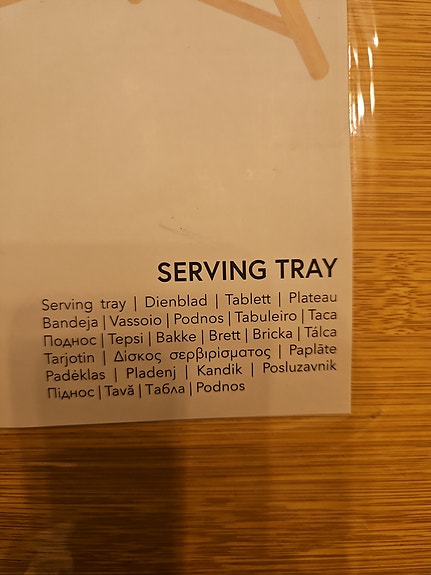 SERVING TRAY
Serving tray | Dienblad | Tablett | Plateau
Bandeja | Vassoio | Podnos | Tabuleiro | Taca
Поднос | Tepsi | Bakke | Brett | Bricka | Tálca
Tarjotin | Δίσκος σερβιρίσματος | Paplāte
Padėklas | Pladenj | Kandik | Posluzavnik
Піднос | Tavă | Табла | Podnos